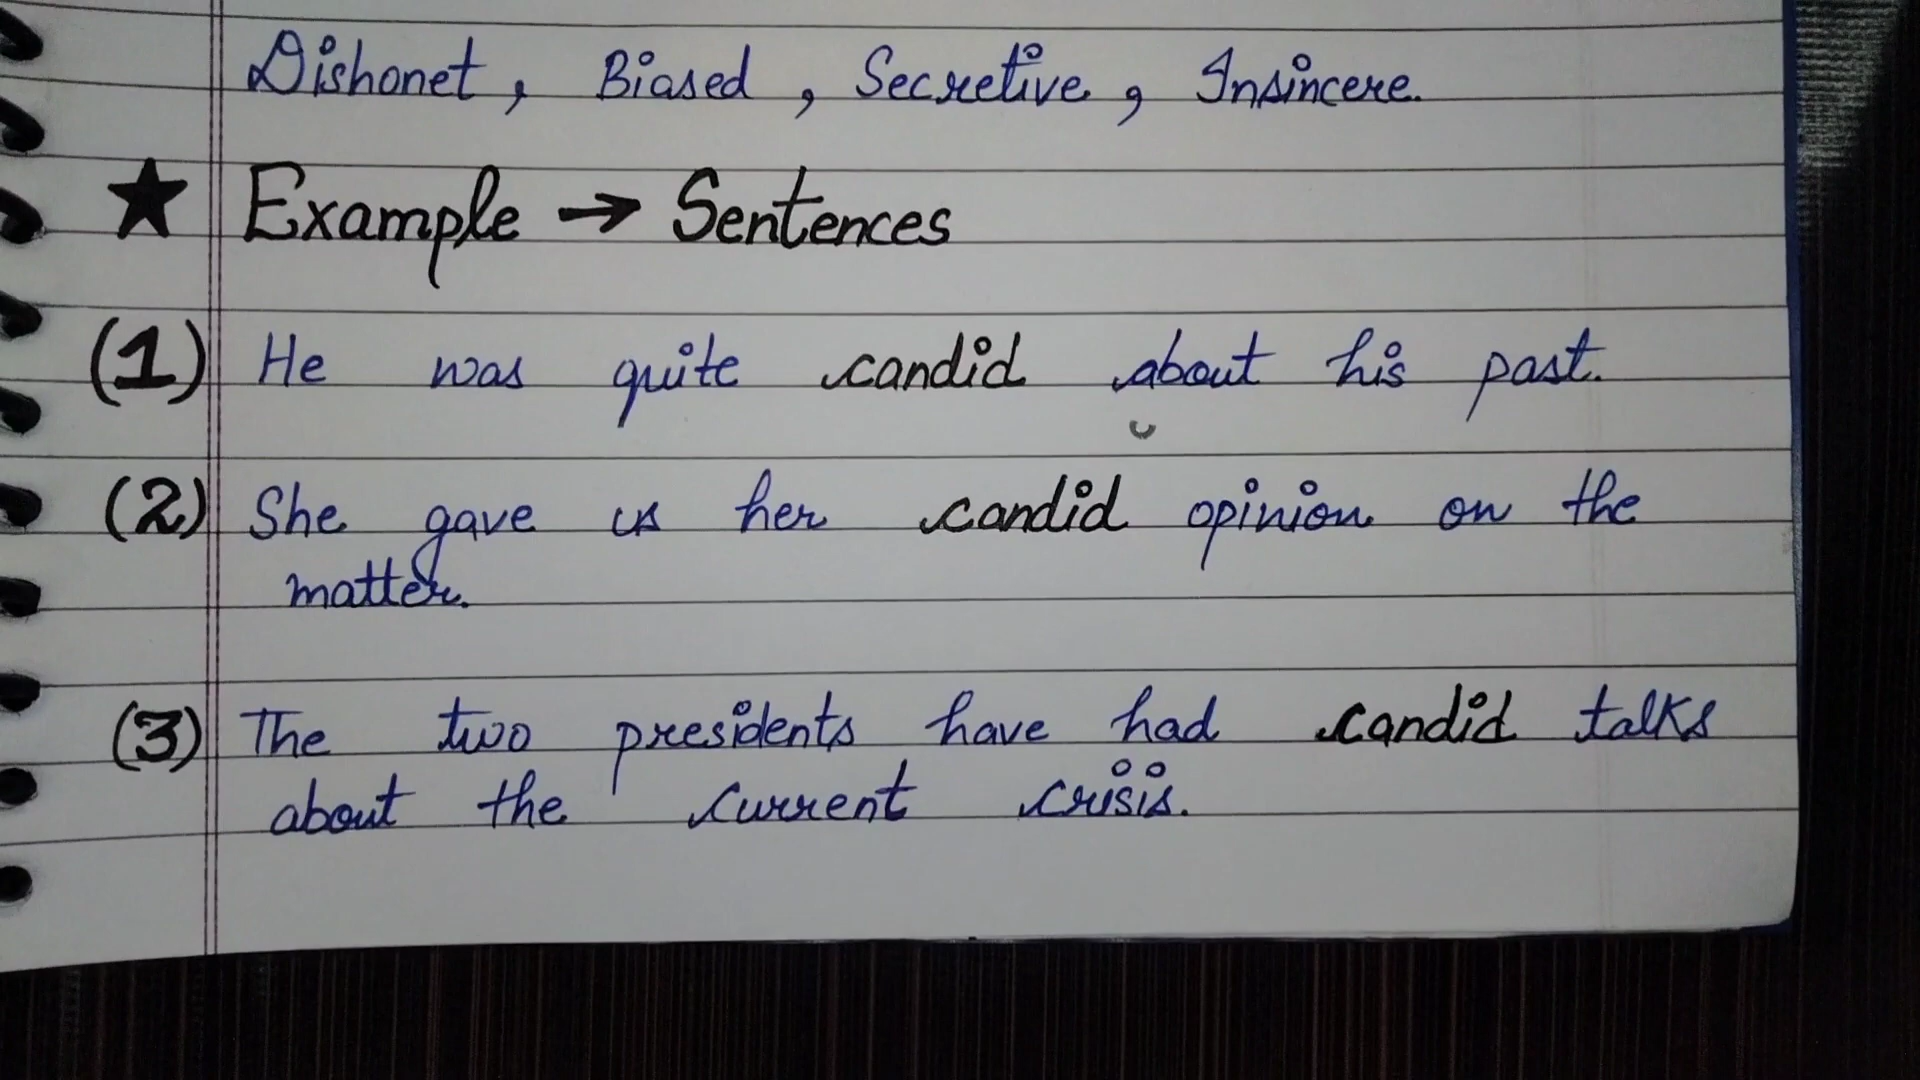 Dishonet, Biased, Secretive, Insincere.
★ Example → Sentences
(1) He was quite candid about his past.
(2) She gave us her candid opinion on the
matter.
(3) The two presidents have had candid talks
about the current crisis.